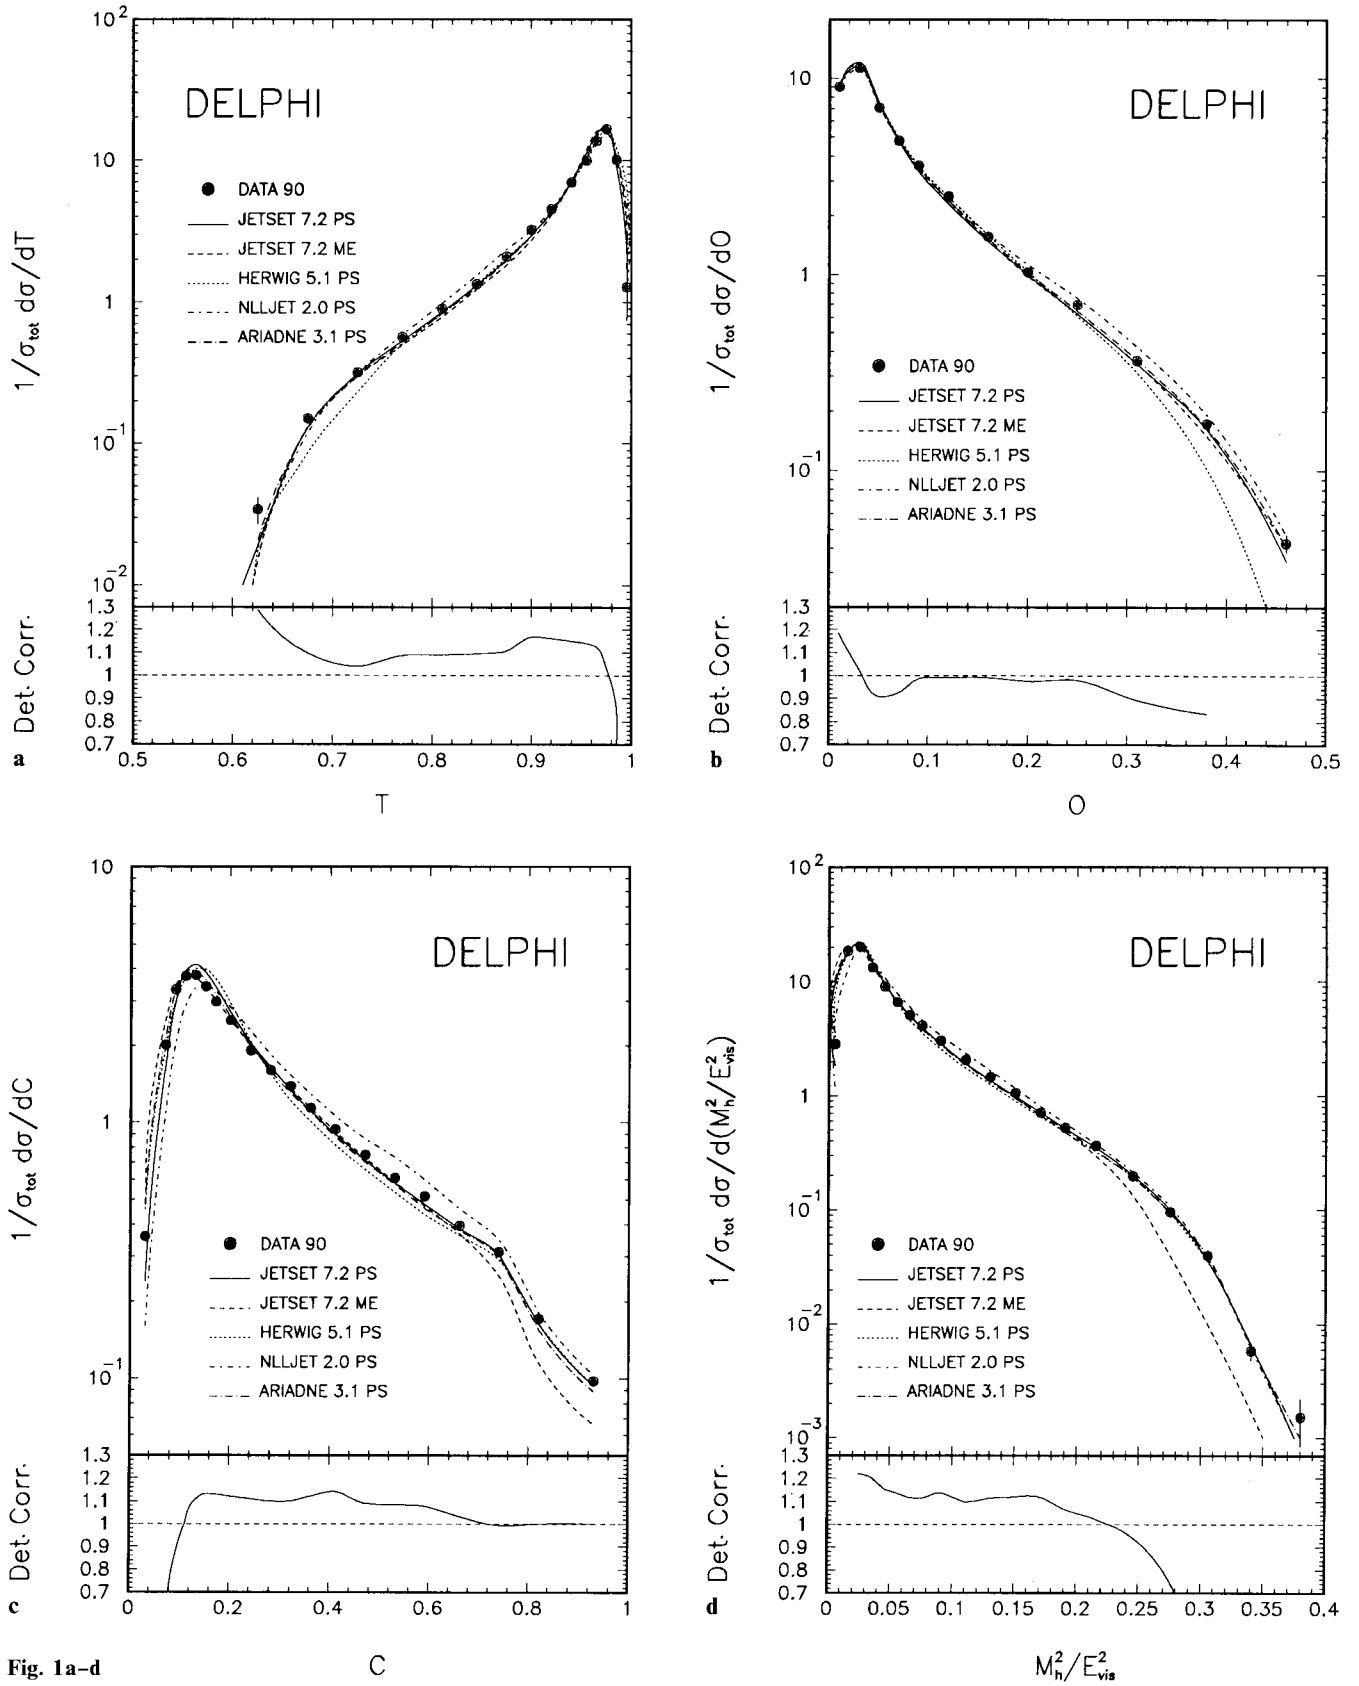 10²
10
1
10⁻¹
10⁻²
1/σtot dσ/dT
DELPHI
DATA 90
JETSET 7.2 PS
JETSET 7.2 ME
HERWIG 5.1 PS
NLLJET 2.0 PS
ARIADNE 3.1 PS
1.3
1.2
1.1
1
0.9
0.8
0.7
Det. Corr.
a
0.5
0.6
0.7
0.8
0.9
1
T
10
1
10⁻¹
1/σtot dσ/dO
DELPHI
DATA 90
JETSET 7.2 PS
JETSET 7.2 ME
HERWIG 5.1 PS
NLLJET 2.0 PS
ARIADNE 3.1 PS
1.3
1.2
1.1
1
0.9
0.8
0.7
Det. Corr.
b
0
0.1
0.2
0.3
0.4
0.5
O
10
1
10⁻¹
1/σtot dσ/dC
DELPHI
DATA 90
JETSET 7.2 PS
JETSET 7.2 ME
HERWIG 5.1 PS
NLLJET 2.0 PS
ARIADNE 3.1 PS
1.3
1.2
1.1
1
0.9
0.8
0.7
Det. Corr.
c
0
0.2
0.4
0.6
0.8
1
C
10²
10
1
10⁻¹
10⁻²
10⁻³
1/σtot dσ/d(M²h/E²vis)
DELPHI
DATA 90
JETSET 7.2 PS
JETSET 7.2 ME
HERWIG 5.1 PS
NLLJET 2.0 PS
ARIADNE 3.1 PS
1.3
1.2
1.1
1
0.9
0.8
0.7
Det. Corr.
d
0
0.05
0.1
0.15
0.2
0.25
0.3
0.35
0.4
M²h/E²vis
Fig. 1a–d